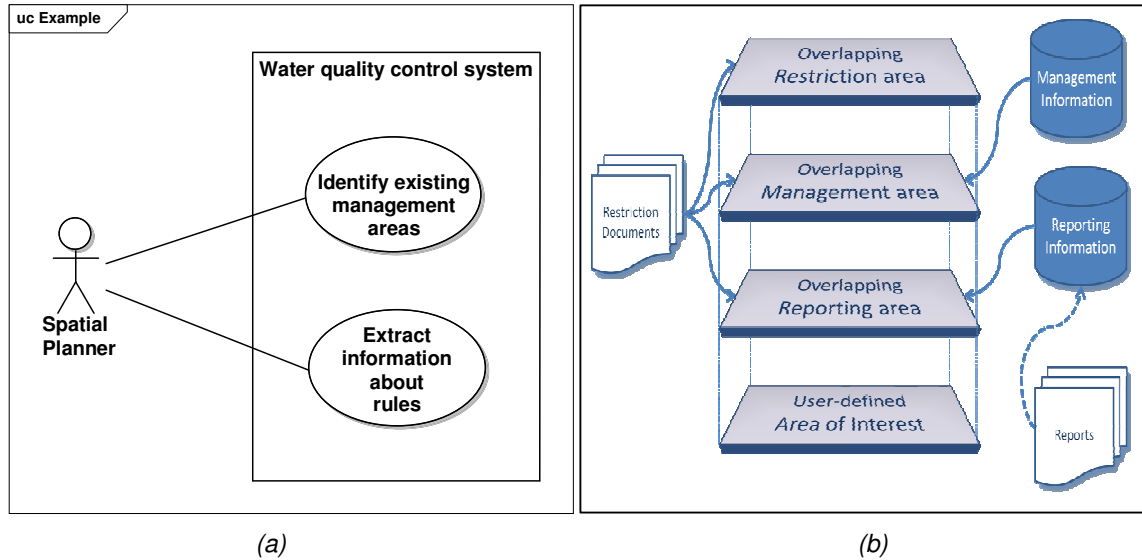 uc Example
Water quality control system
Identify existing
management
areas
Spatial
Planner
Extract
information
about
rules
(a)
Overlapping
Restriction area
Management
Information
Overlapping
Management area
Restriction
Documents
Reporting
Information
Overlapping
Reporting area
User-defined
Area of Interest
Reports
(b)